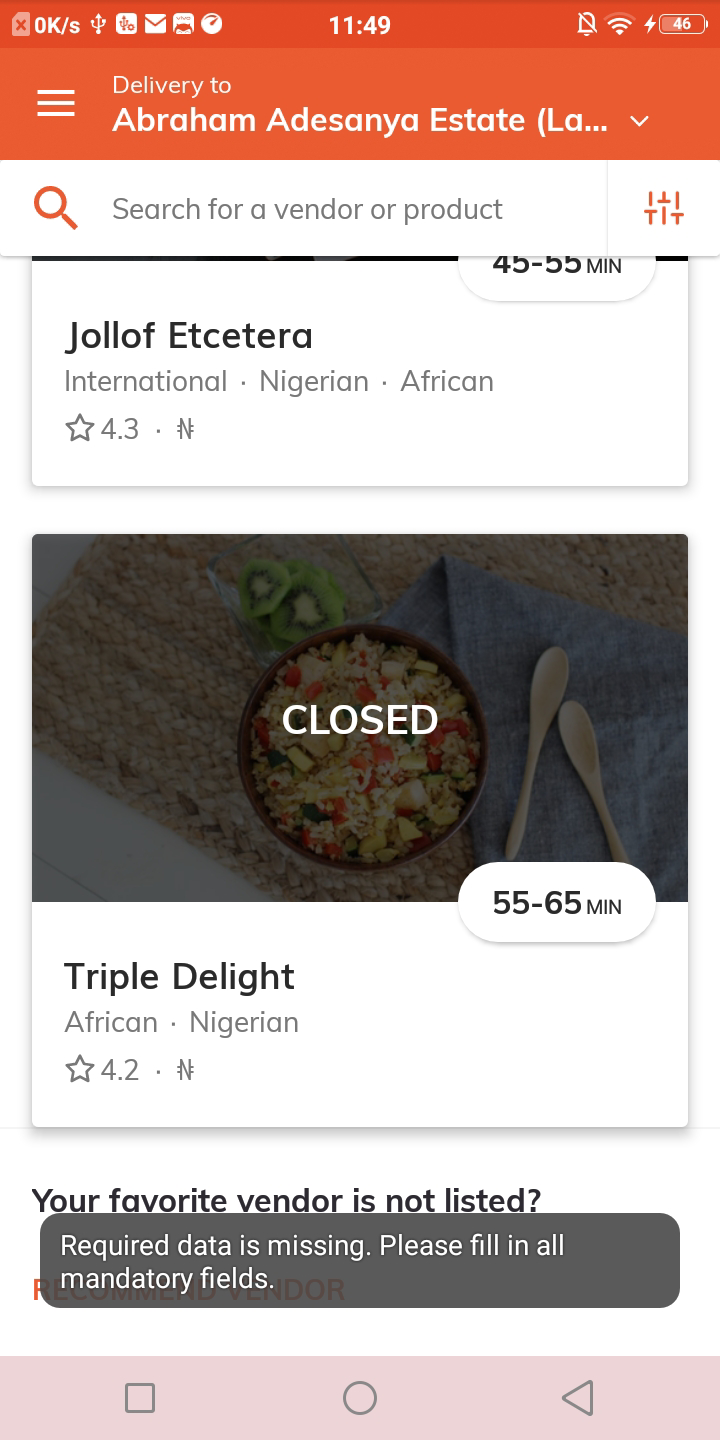 0K/s 11:49 46
Delivery to
Abraham Adesanya Estate (La...
Search for a vendor or product
45-55 MIN
Jollof Etcetera
International · Nigerian · African
4.3 · ₦
CLOSED
55-65 MIN
Triple Delight
African · Nigerian
4.2 · ₦
Your favorite vendor is not listed?
Required data is missing. Please fill in all
mandatory fields.
RECOMMEND VENDOR